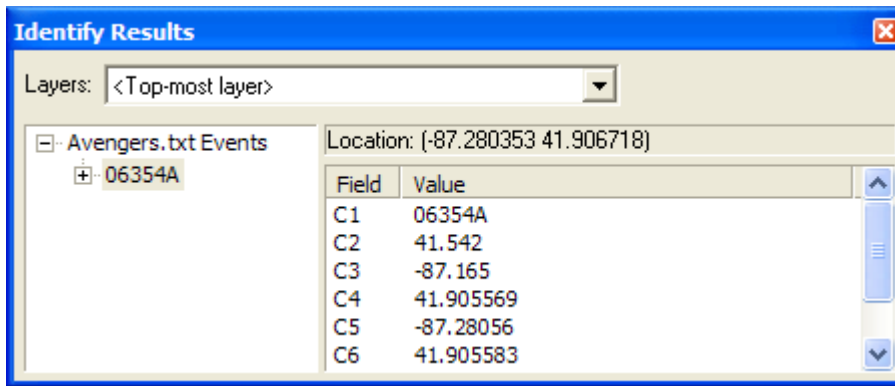 Identify Results
Layers: <Top-most layer>
Avengers.txt Events
06354A
Location: (-87.280353 41.906718)
Field Value
C1 06354A
C2 41.542
C3 -87.165
C4 41.905569
C5 -87.28056
C6 41.905583